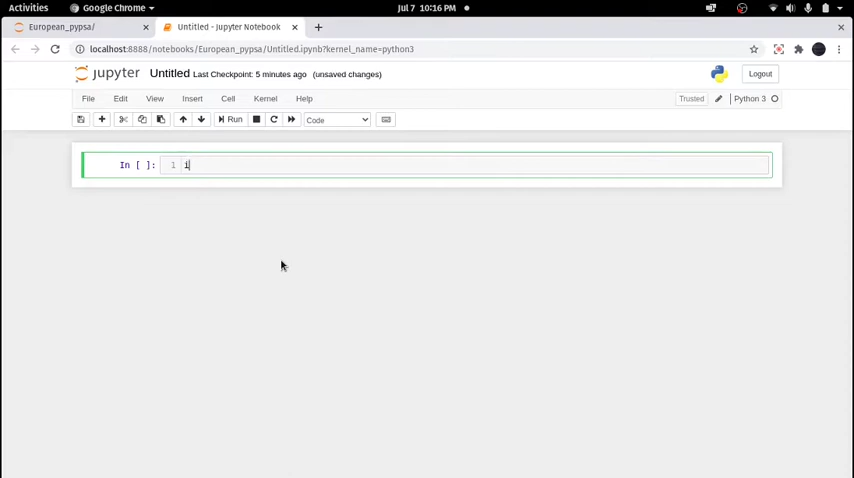 Activities Google Chrome Jul 7 10:16 PM
European_pypsa/ Untitled - Jupyter Notebook
localhost:8888/notebooks/European_pypsa/Untitled.ipynb?kernel_name=python3
jupyter Untitled Last Checkpoint: 5 minutes ago (unsaved changes) Logout
File Edit View Insert Cell Kernel Help Trusted Python 3
Run Code
In [ ]: 1 i